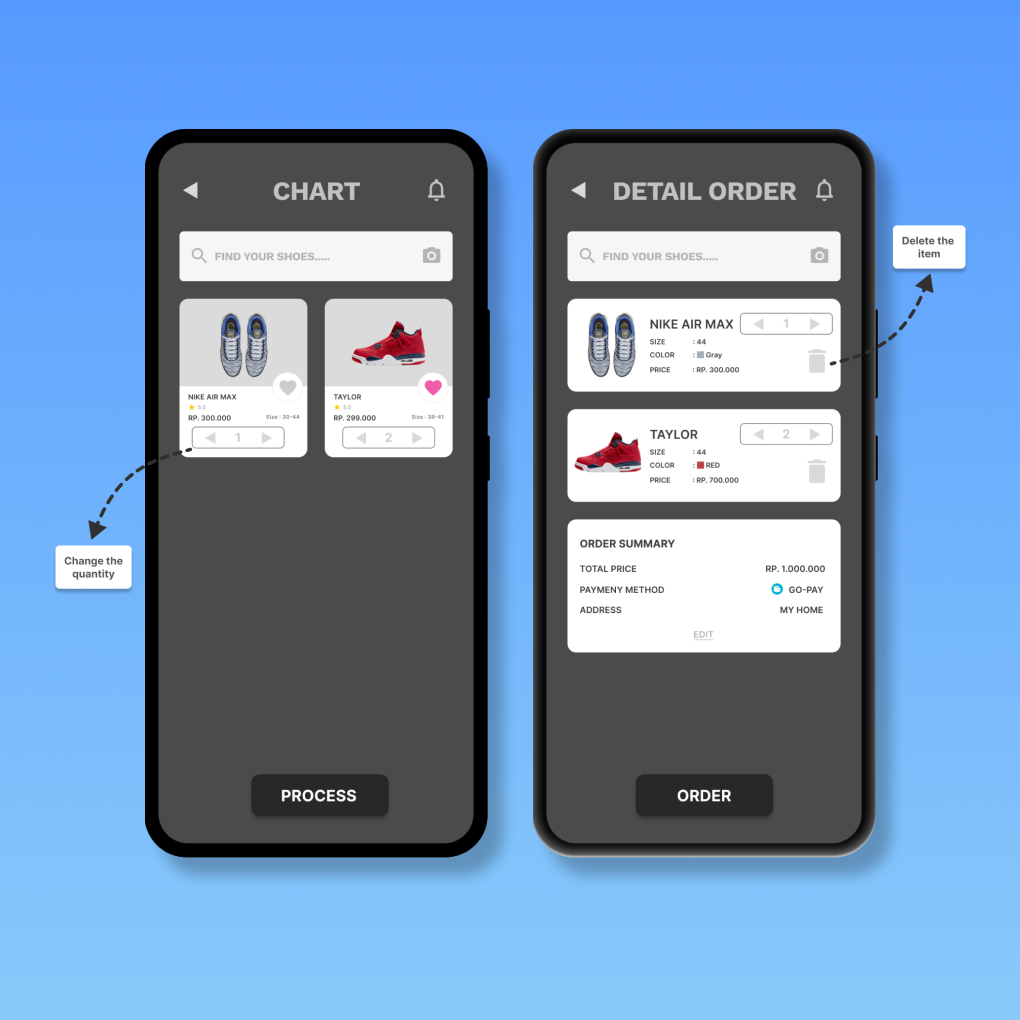 CHART
FIND YOUR SHOES.....
NIKE AIR MAX
5.0
RP. 300.000 Size : 30-44
1
TAYLOR
5.0
RP. 299.000 Size : 38-41
2
PROCESS
Change the
quantity
DETAIL ORDER
FIND YOUR SHOES.....
NIKE AIR MAX 1
SIZE : 44
COLOR : Gray
PRICE : RP. 300.000
TAYLOR 2
SIZE : 44
COLOR : RED
PRICE : RP. 700.000
ORDER SUMMARY
TOTAL PRICE RP. 1.000.000
PAYMENY METHOD GO-PAY
ADDRESS MY HOME
EDIT
ORDER
Delete the
item